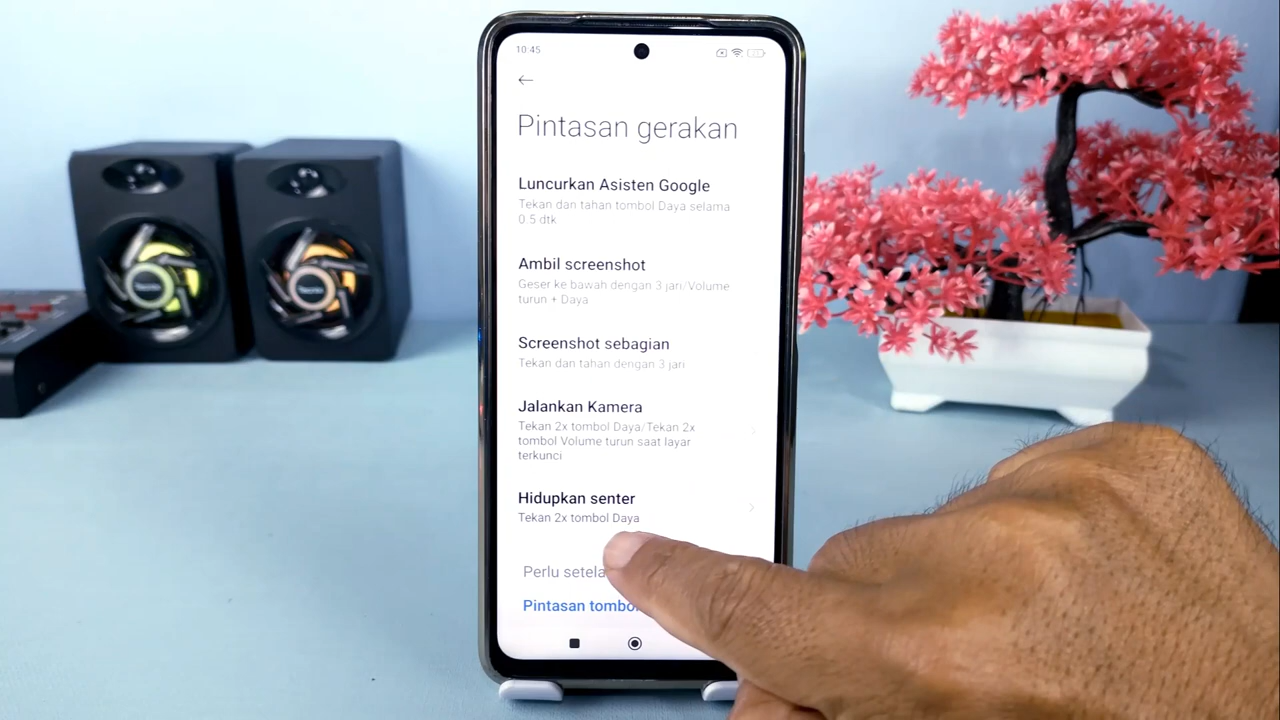 10:45
Pintasan gerakan
Luncurkan Asisten Google
Tekan dan tahan tombol Daya selama
0.5 dtk
Ambil screenshot
Geser ke bawah dengan 3 jari/Volume
turun + Daya
Screenshot sebagian
Tekan dan tahan dengan 3 jari
Jalankan Kamera
Tekan 2x tombol Daya/Tekan 2x
tombol Volume turun saat layar
terkunci
Hidupkan senter
Tekan 2x tombol Daya
Perlu
Pintasan